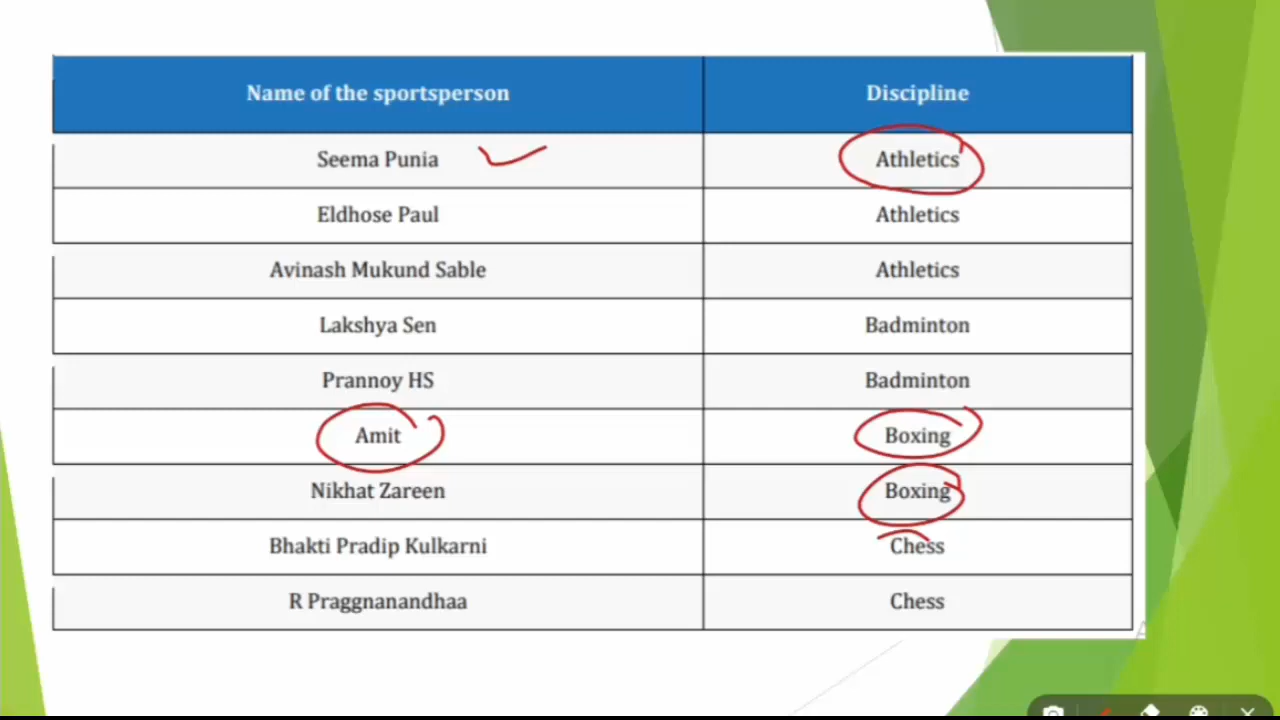 Name of the sportsperson Discipline
Seema Punia Athletics
Eldhose Paul Athletics
Avinash Mukund Sable Athletics
Lakshya Sen Badminton
Prannoy HS Badminton
Amit Boxing
Nikhat Zareen Boxing
Bhakti Pradip Kulkarni Chess
R Praggnanandhaa Chess